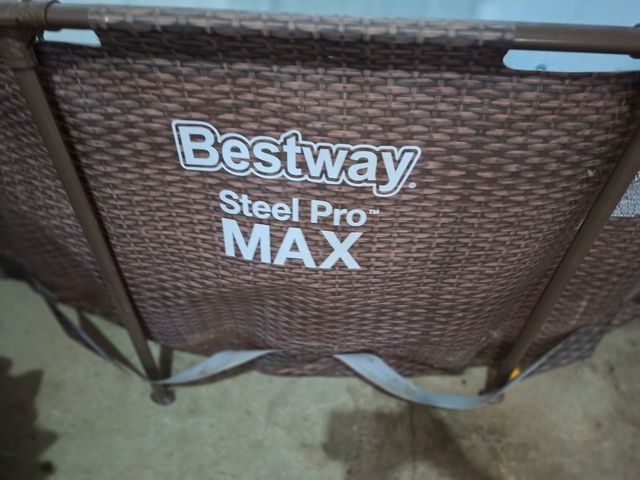 Bestway®
Steel Pro™
MAX